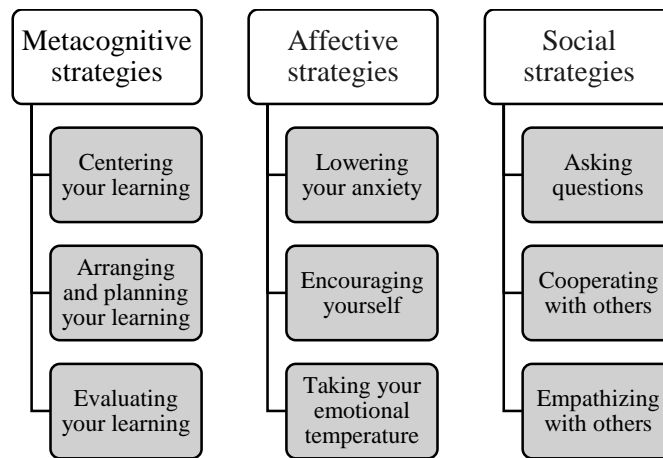 Metacognitive
strategies
Centering
your learning
Arranging
and planning
your learning
Evaluating
your learning
Affective
strategies
Lowering
your anxiety
Encouraging
yourself
Taking your
emotional
temperature
Social
strategies
Asking
questions
Cooperating
with others
Empathizing
with others